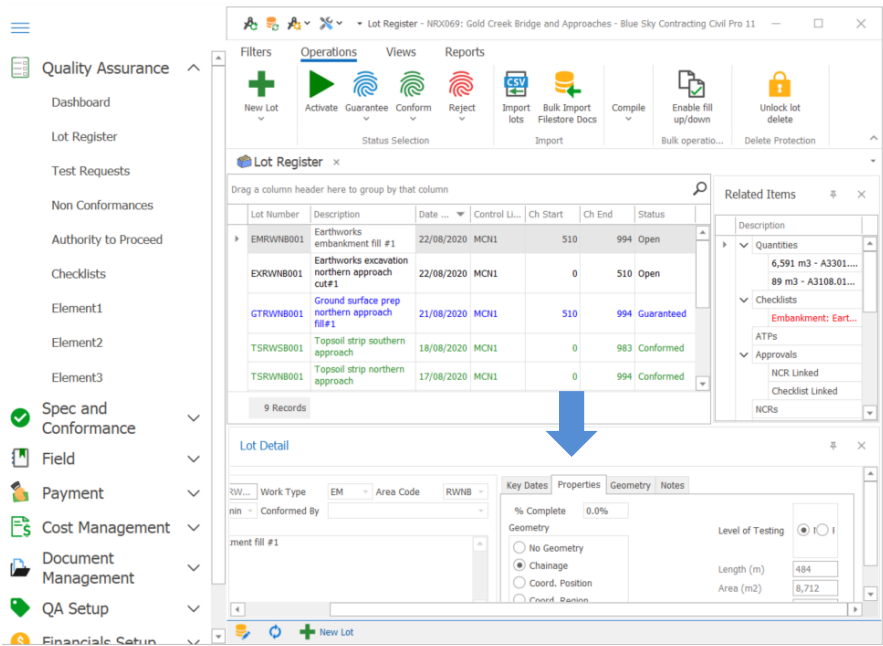 Lot Register - NRX069: Gold Creek Bridge and Approaches - Blue Sky Contracting Civil Pro 11
Quality Assurance
Dashboard
Lot Register
Test Requests
Non Conformances
Authority to Proceed
Checklists
Element1
Element2
Element3
Spec and
Conformance
Field
Payment
Cost Management
Document
Management
QA Setup
Financials Setup
Filters Operations Views Reports
New Lot Activate Guarantee Conform Reject Import lots Bulk Import Filestore Docs Compile Enable fill up/down Unlock lot delete
Status Selection Import Bulk operatio... Delete Protection
Lot Register
Drag a column header here to group by that column
Lot Number Description Date ... Control Li... Ch Start Ch End Status
EMRWNB001 Earthworks embankment fill #1 22/08/2020 MCN1 510 994 Open
EXRWNB001 Earthworks excavation northern approach cut#1 22/08/2020 MCN1 0 510 Open
GTRWNB001 Ground surface prep northern approach fill#1 21/08/2020 MCN1 510 994 Guaranteed
TSRWSB001 Topsoil strip southern approach 18/08/2020 MCN1 0 983 Conformed
TSRWNB001 Topsoil strip northern approach 17/08/2020 MCN1 0 994 Conformed
9 Records
Related Items
Description
Quantities
6,591 m3 - A3301....
89 m3 - A3108.01...
Checklists
Embankment: Eart...
ATPs
Approvals
NCR Linked
Checklist Linked
NCRs
Lot Detail
RW... Work Type EM Area Code RWNB
min Conformed By
ment fill #1
Key Dates Properties Geometry Notes
% Complete 0.0%
Geometry
No Geometry
Chainage
Coord. Position
Coord. Region
Level of Testing
Length (m) 484
Area (m2) 8,712
New Lot